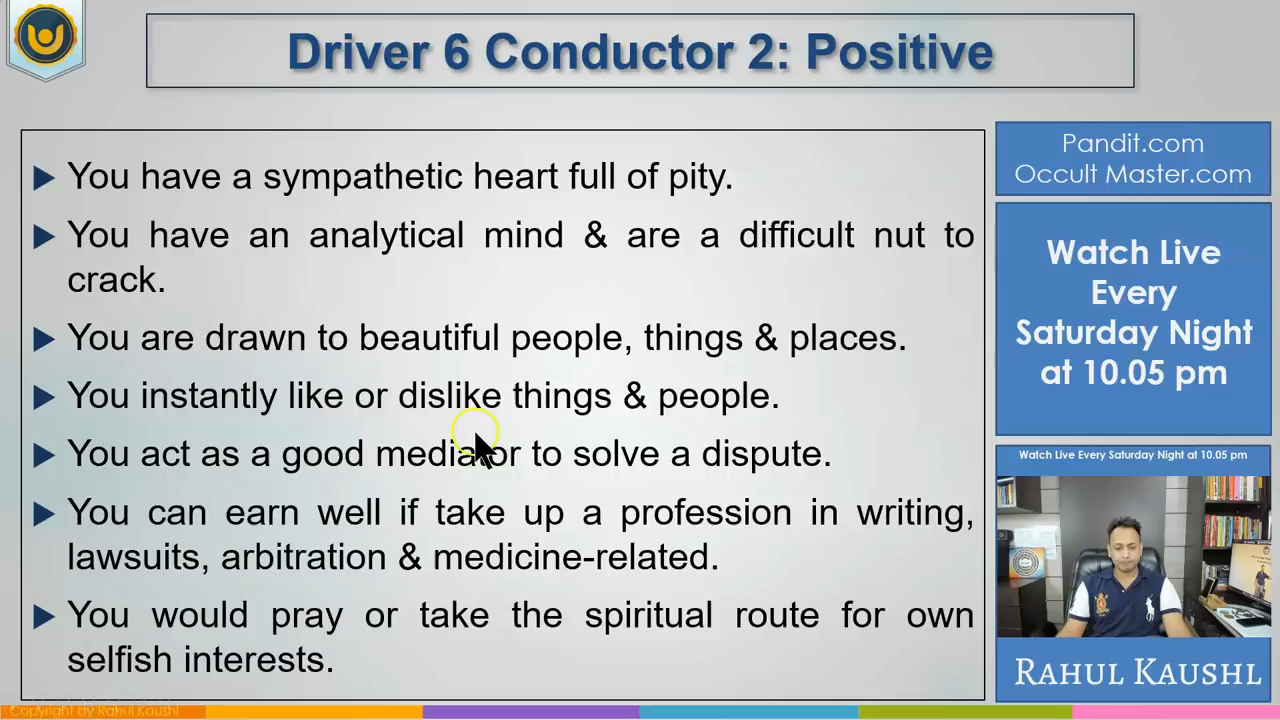 Driver 6 Conductor 2: Positive
You have a sympathetic heart full of pity.
You have an analytical mind & are a difficult nut to
crack.
You are drawn to beautiful people, things & places.
You instantly like or dislike things & people.
You act as a good mediator to solve a dispute.
You can earn well if take up a profession in writing,
lawsuits, arbitration & medicine-related.
You would pray or take the spiritual route for own
selfish interests.
Pandit.com
Occult Master.com
Watch Live
Every
Saturday Night
at 10.05 pm
Watch Live Every Saturday Night at 10.05 pm
Rahul Kaushl
Copyright by Rahul Kaushl